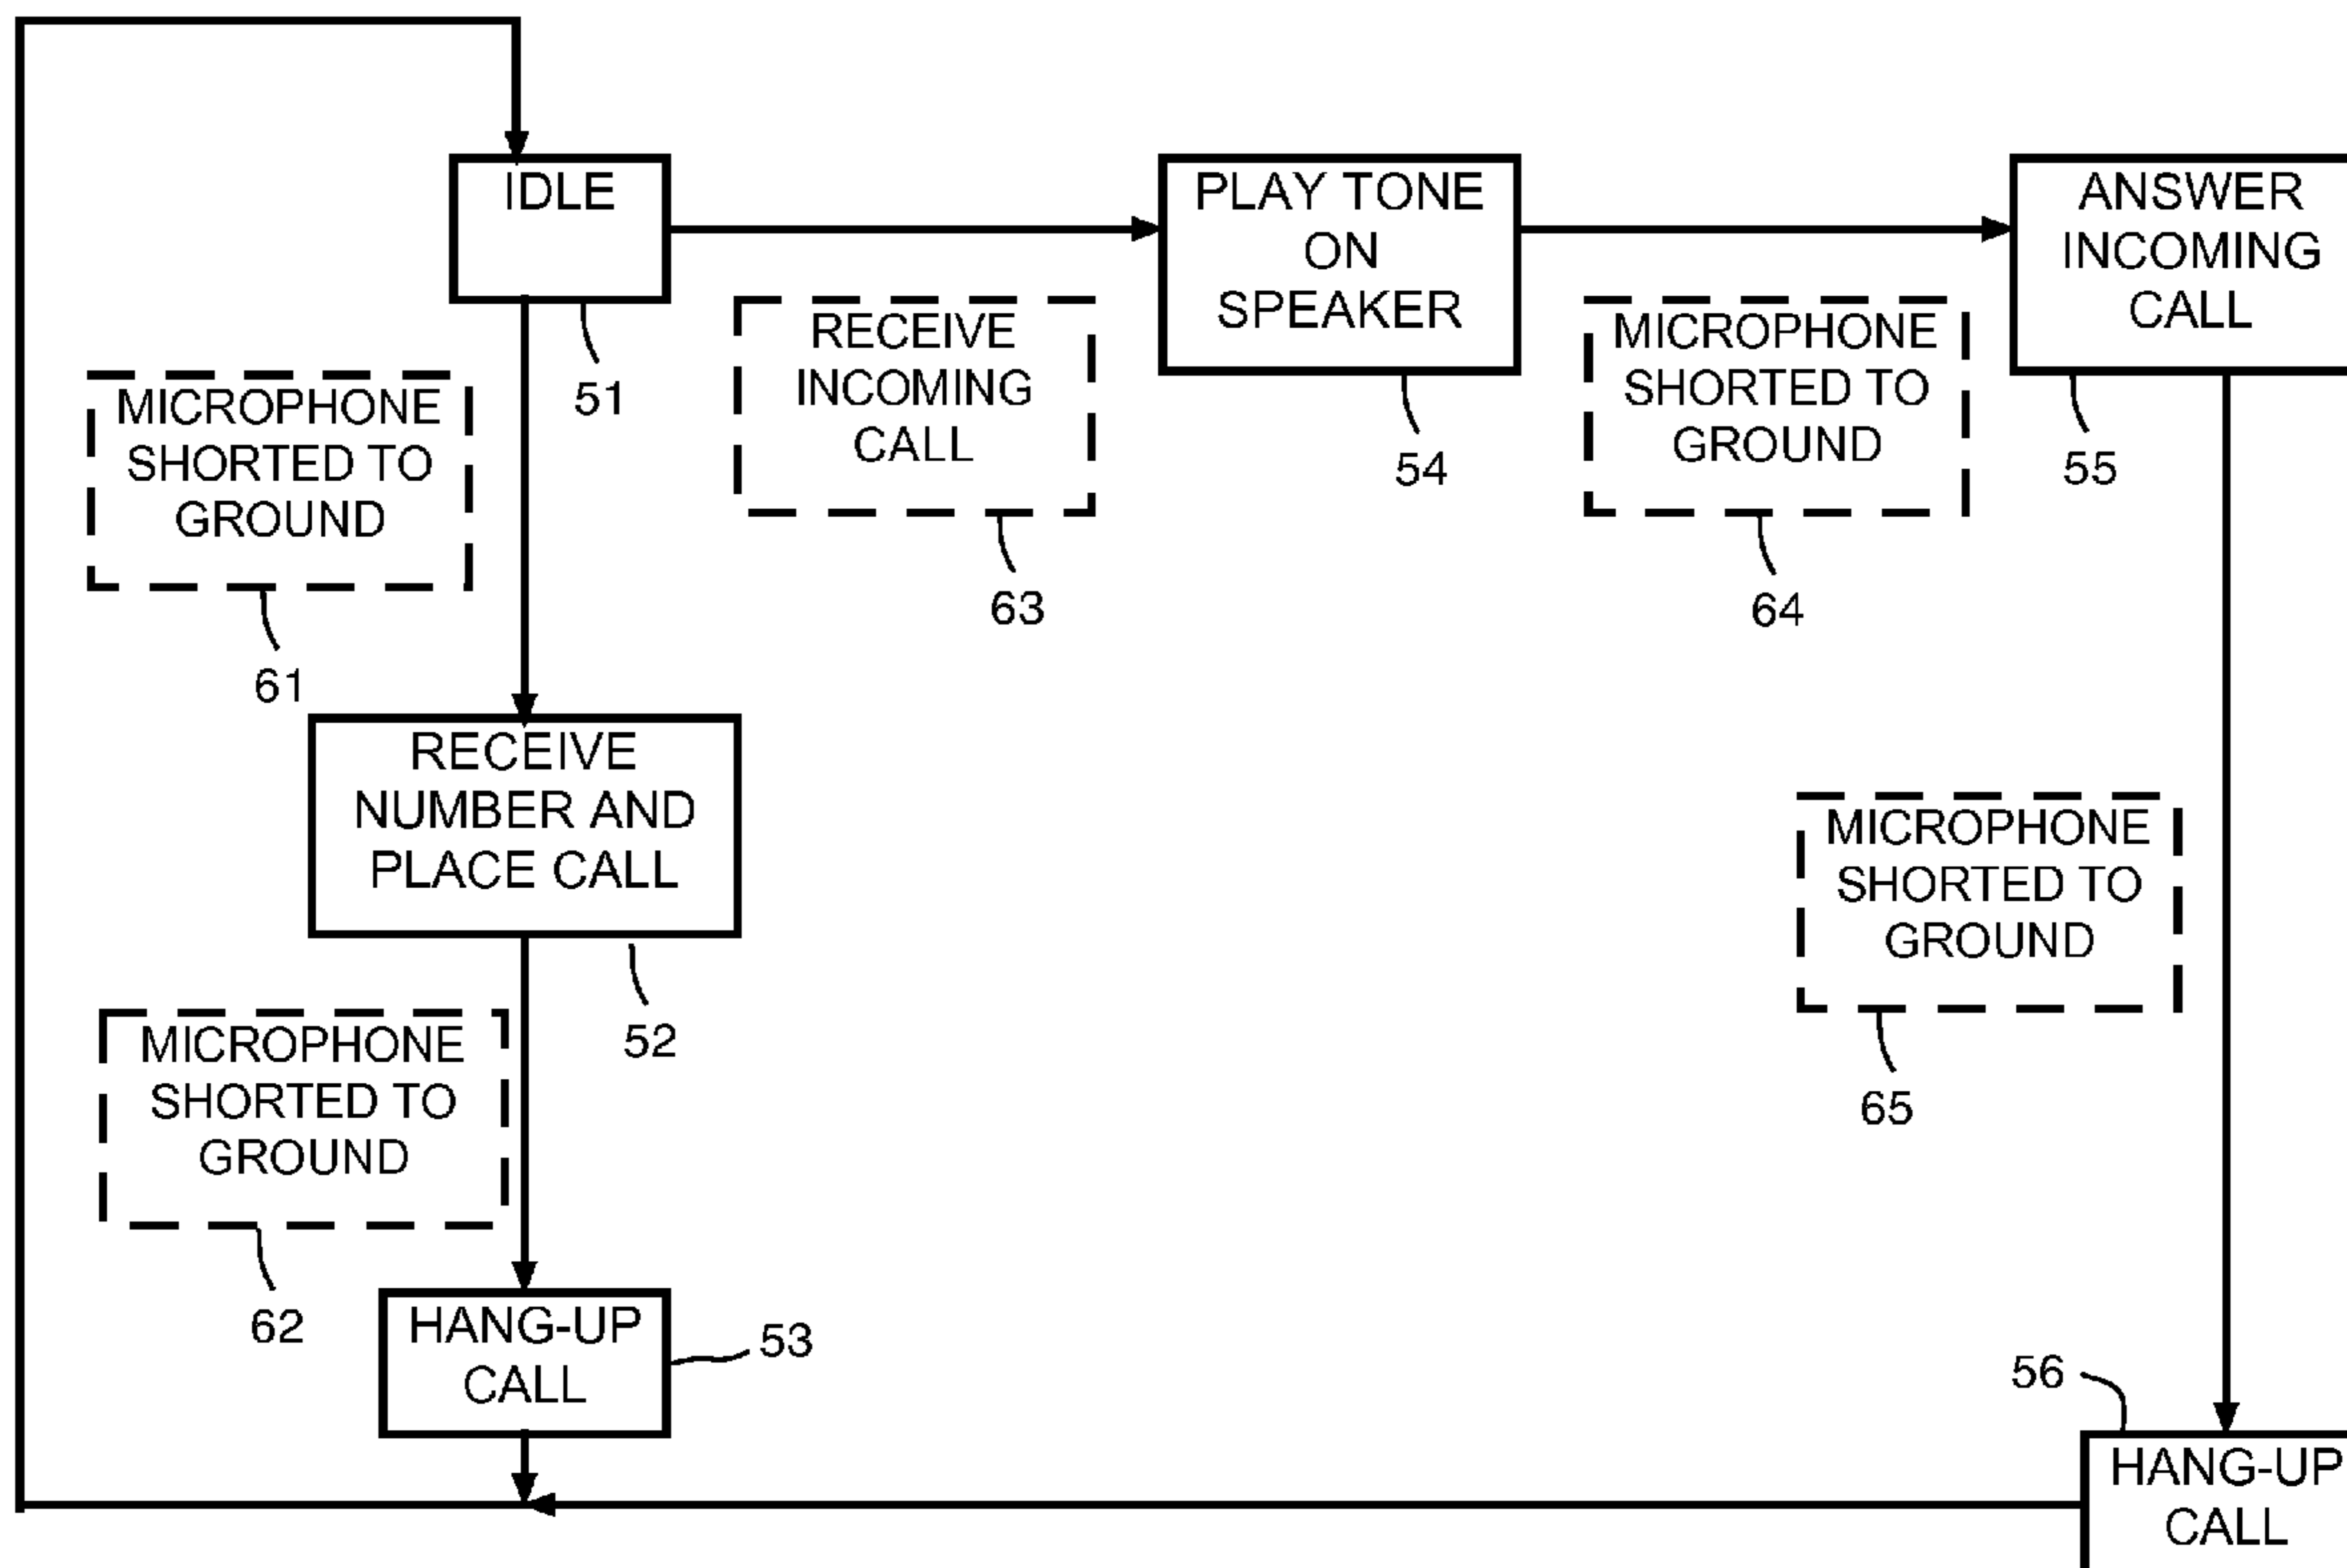 IDLE
51
PLAY TONE
ON
SPEAKER
54
ANSWER
INCOMING
CALL
55
MICROPHONE
SHORTED TO
GROUND
61
RECEIVE
INCOMING
CALL
63
MICROPHONE
SHORTED TO
GROUND
64
RECEIVE
NUMBER AND
PLACE CALL
52
MICROPHONE
SHORTED TO
GROUND
65
MICROPHONE
SHORTED TO
GROUND
62
HANG-UP
CALL
53
56
HANG-UP
CALL